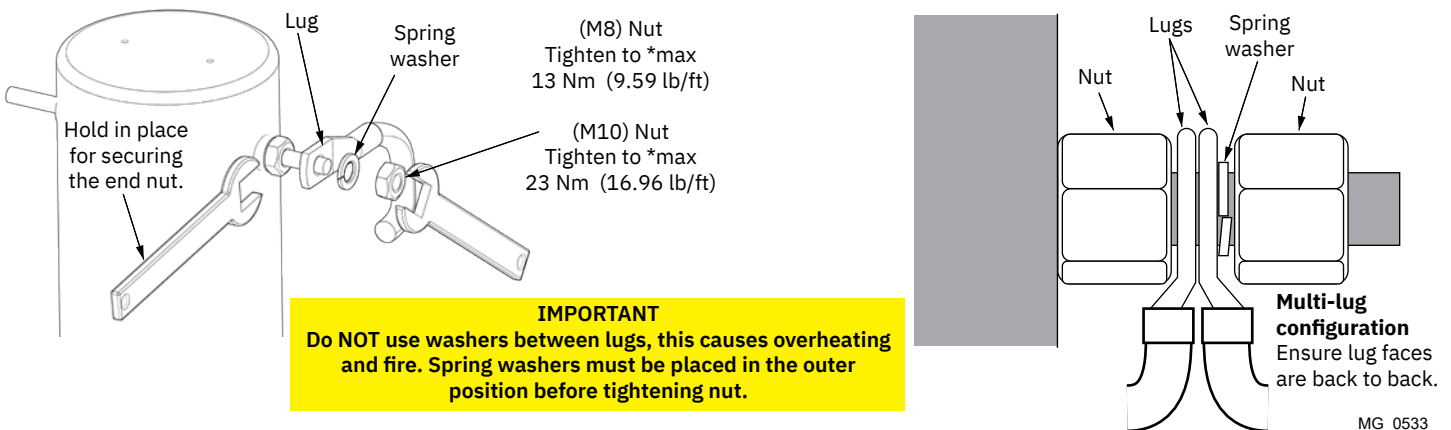 Lug
Spring
washer
(M8) Nut
Tighten to *max
13 Nm (9.59 lb/ft)
(M10) Nut
Tighten to *max
23 Nm (16.96 lb/ft)
Hold in place
for securing
the end nut.
IMPORTANT
Do NOT use washers between lugs, this causes overheating
and fire. Spring washers must be placed in the outer
position before tightening nut.
Lugs
Spring
washer
Nut
Nut
Multi-lug
configuration
Ensure lug faces
are back to back.
MG_0533